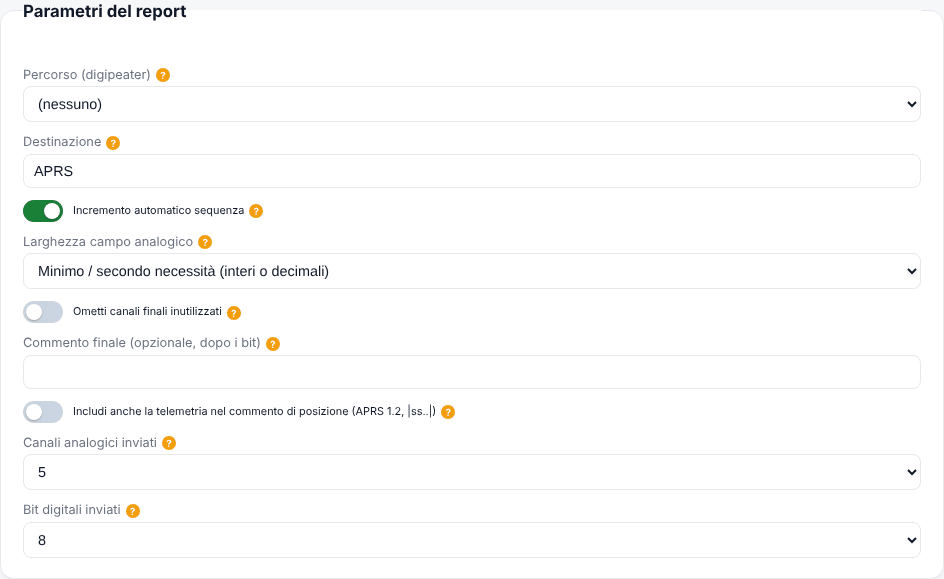 Parametri del report
Percorso (digipeater) ?
(nessuno)
Destinazione ?
APRS
Incremento automatico sequenza ?
Larghezza campo analogico ?
Minimo / secondo necessità (interi o decimali)
Ometti canali finali inutilizzati ?
Commento finale (opzionale, dopo i bit) ?
Includi anche la telemetria nel commento di posizione (APRS 1.2, |ss..|) ?
Canali analogici inviati ?
5
Bit digitali inviati ?
8